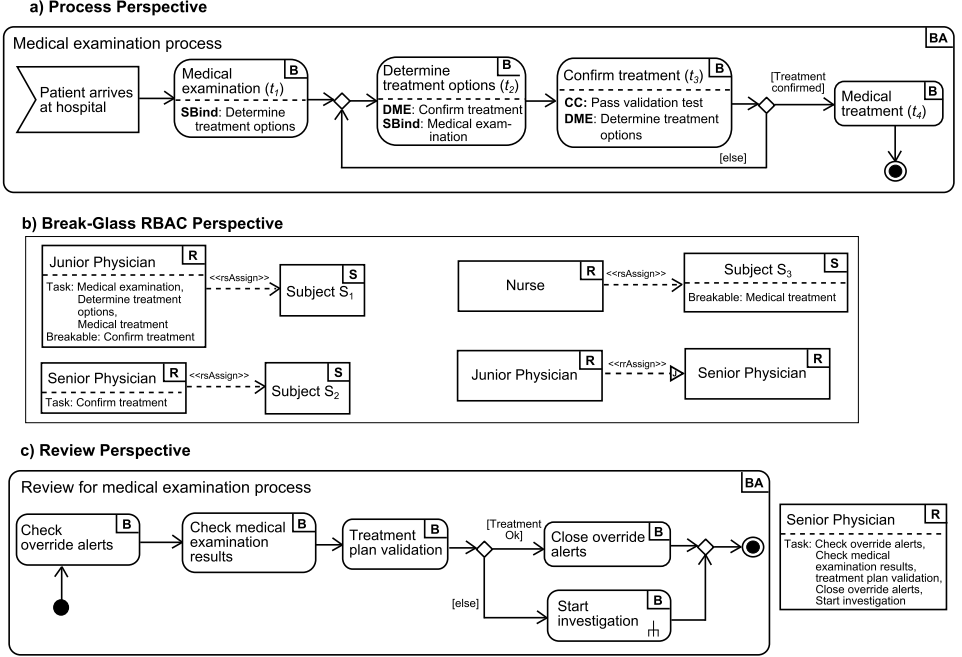 a) Process Perspective
Medical examination process
BA
Patient arrives
at hospital
Medical
examination (t1)
B
SBind: Determine
treatment options
Determine
treatment options (t2)
B
DME: Confirm treatment
SBind: Medical exam-
ination
Confirm treatment (t3)
B
CC: Pass validation test
DME: Determine treatment
options
[Treatment
confirmed]
[else]
Medical
treatment (t4)
B
b) Break-Glass RBAC Perspective
Junior Physician
R
Task: Medical examination,
Determine treatment
options,
Medical treatment
Breakable: Confirm treatment
<<rsAssign>>
Subject S1
S
Nurse
R
<<rsAssign>>
Subject S3
S
Breakable: Medical treatment
Senior Physician
R
Task: Confirm treatment
<<rsAssign>>
Subject S2
S
Junior Physician
R
<<rrAssign>>
J
Senior Physician
R
c) Review Perspective
Review for medical examination process
BA
Check
override alerts
B
Check medical
examination
results
B
Treatment
plan validation
B
[Treatment
Ok]
[else]
Close override
alerts
B
Start
investigation
B
Senior Physician
R
Task: Check override alerts,
Check medical
examination results,
treatment plan validation,
Close override alerts,
Start investigation